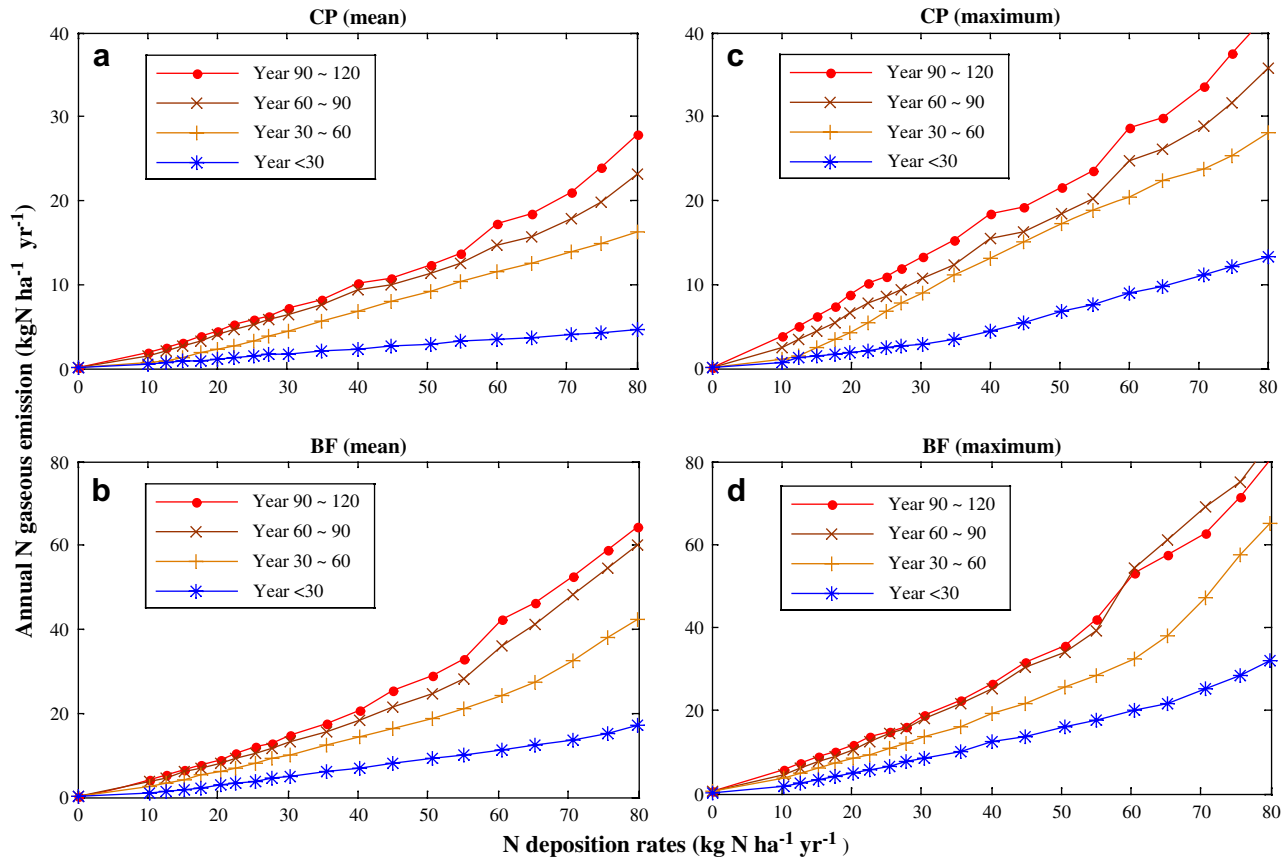 CP (mean)
a
Year 90 ~ 120
Year 60 ~ 90
Year 30 ~ 60
Year <30
40
30
20
10
0
0 10 20 30 40 50 60 70 80
CP (maximum)
c
Year 90 ~ 120
Year 60 ~ 90
Year 30 ~ 60
Year <30
40
30
20
10
0
0 10 20 30 40 50 60 70 80
Annual N gaseous emission (kgN ha⁻¹ yr⁻¹)
BF (mean)
b
Year 90 ~ 120
Year 60 ~ 90
Year 30 ~ 60
Year <30
80
60
40
20
0
0 10 20 30 40 50 60 70 80
BF (maximum)
d
Year 90 ~ 120
Year 60 ~ 90
Year 30 ~ 60
Year <30
80
60
40
20
0
0 10 20 30 40 50 60 70 80
N deposition rates (kg N ha⁻¹ yr⁻¹ )